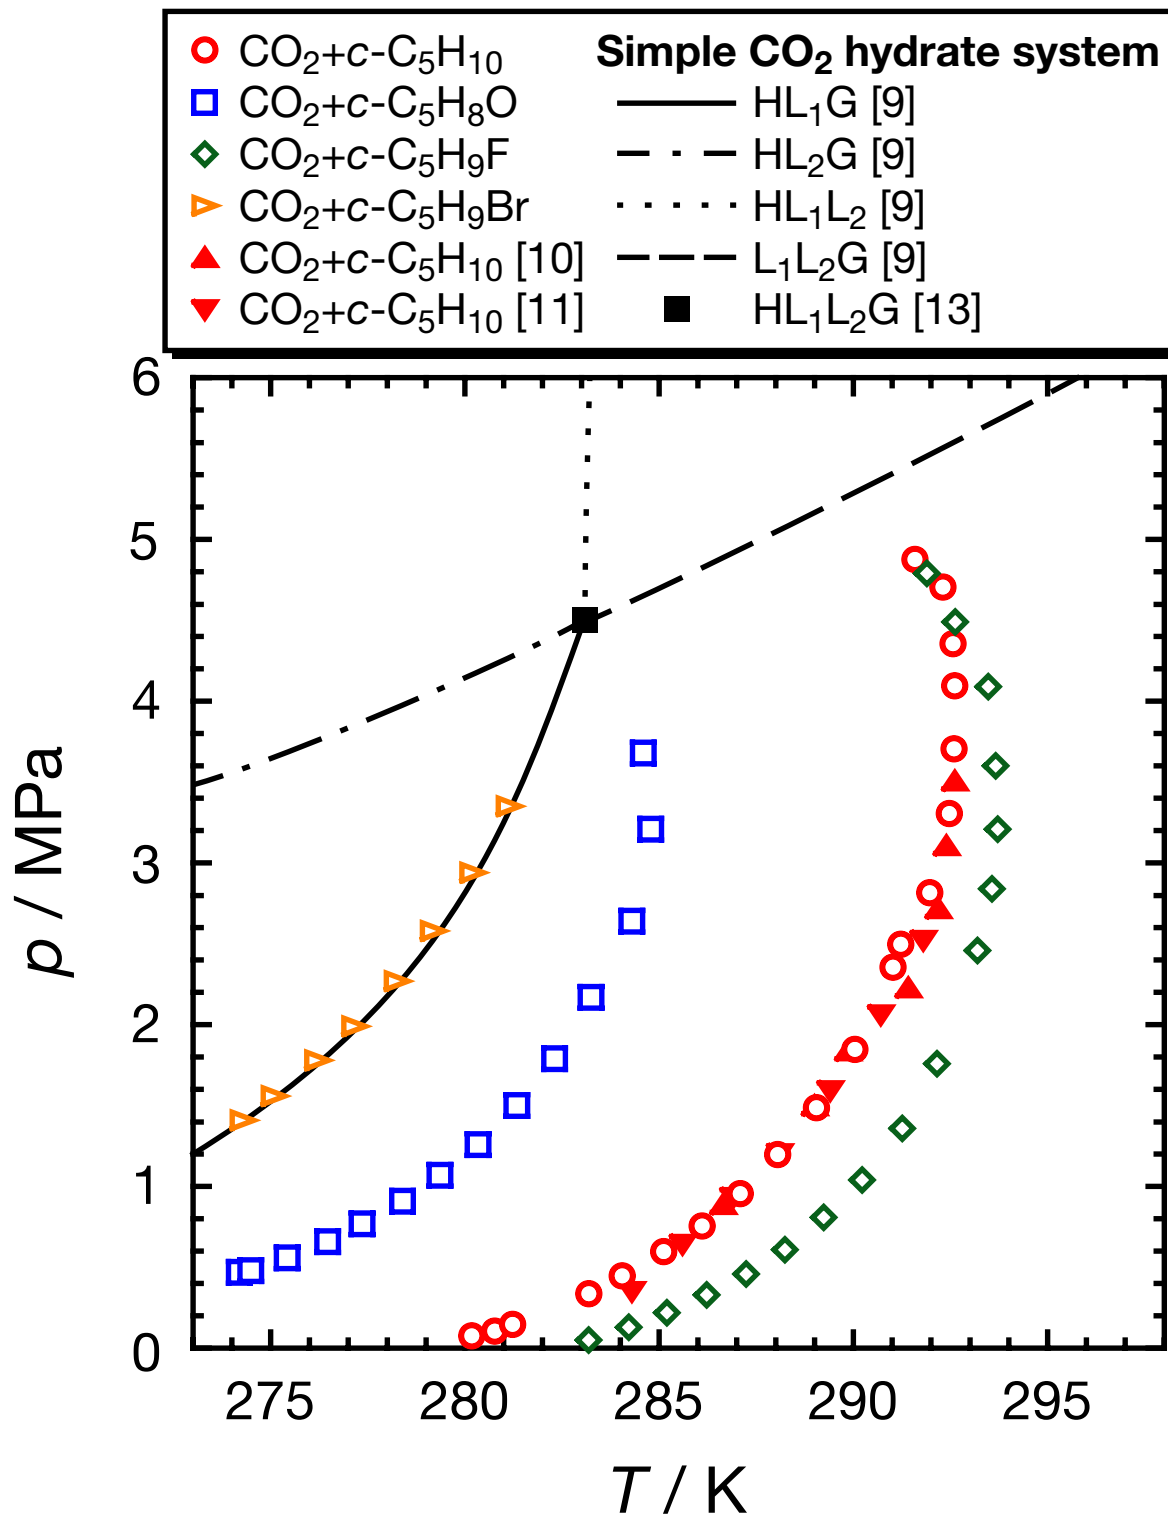 CO₂+c-C₅H₁₀ Simple CO₂ hydrate system
CO₂+c-C₅H₈O HL₁G [9]
CO₂+c-C₅H₉F HL₂G [9]
CO₂+c-C₅H₉Br HL₁L₂ [9]
CO₂+c-C₅H₁₀ [10] L₁L₂G [9]
CO₂+c-C₅H₁₀ [11] HL₁L₂G [13]
6
5
4
3
2
1
0
p / MPa
275 280 285 290 295
T / K